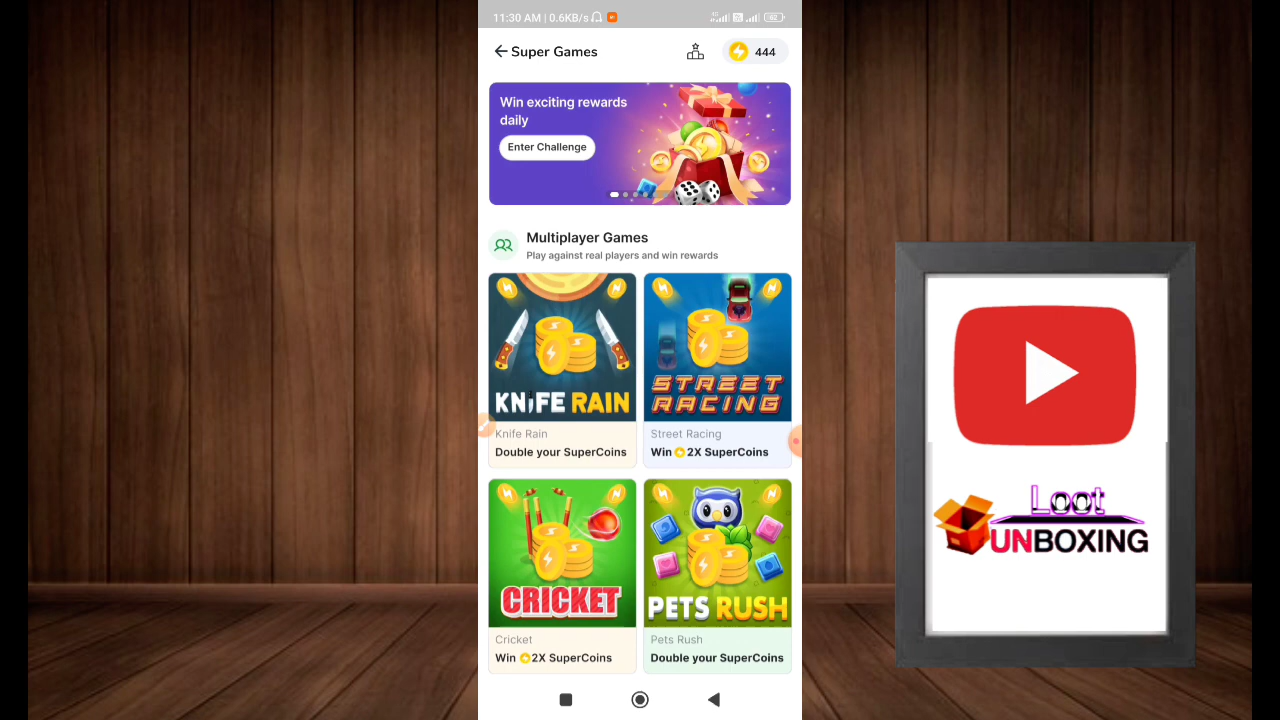 11:30 AM | 0.6KB/s
4G
62
Super Games
444
Win exciting rewards
daily
Enter Challenge
Multiplayer Games
Play against real players and win rewards
KNIFE RAIN
Knife Rain
Double your SuperCoins
STREET
RACING
Street Racing
Win 2X SuperCoins
CRICKET
Cricket
Win 2X SuperCoins
PETS RUSH
Pets Rush
Double your SuperCoins
Loot
UNBOXING